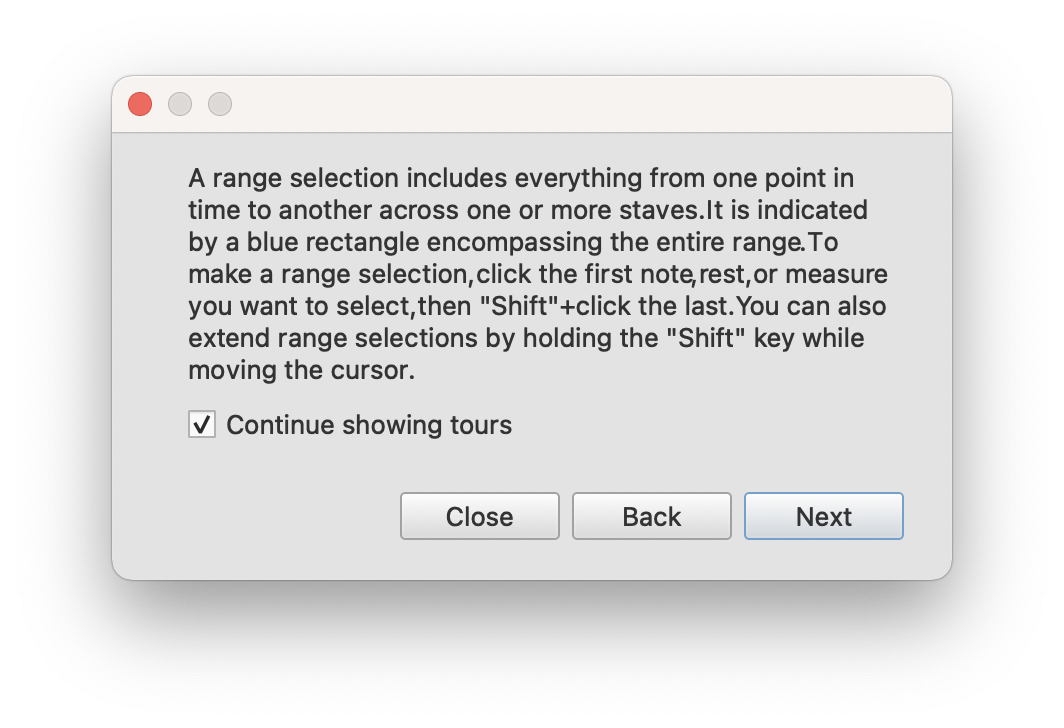 A range selection includes everything from one point in
time to another across one or more staves.It is indicated
by a blue rectangle encompassing the entire range.To
make a range selection,click the first note,rest,or measure
you want to select,then "Shift"+click the last.You can also
extend range selections by holding the "Shift" key while
moving the cursor.
Continue showing tours
Close Back Next